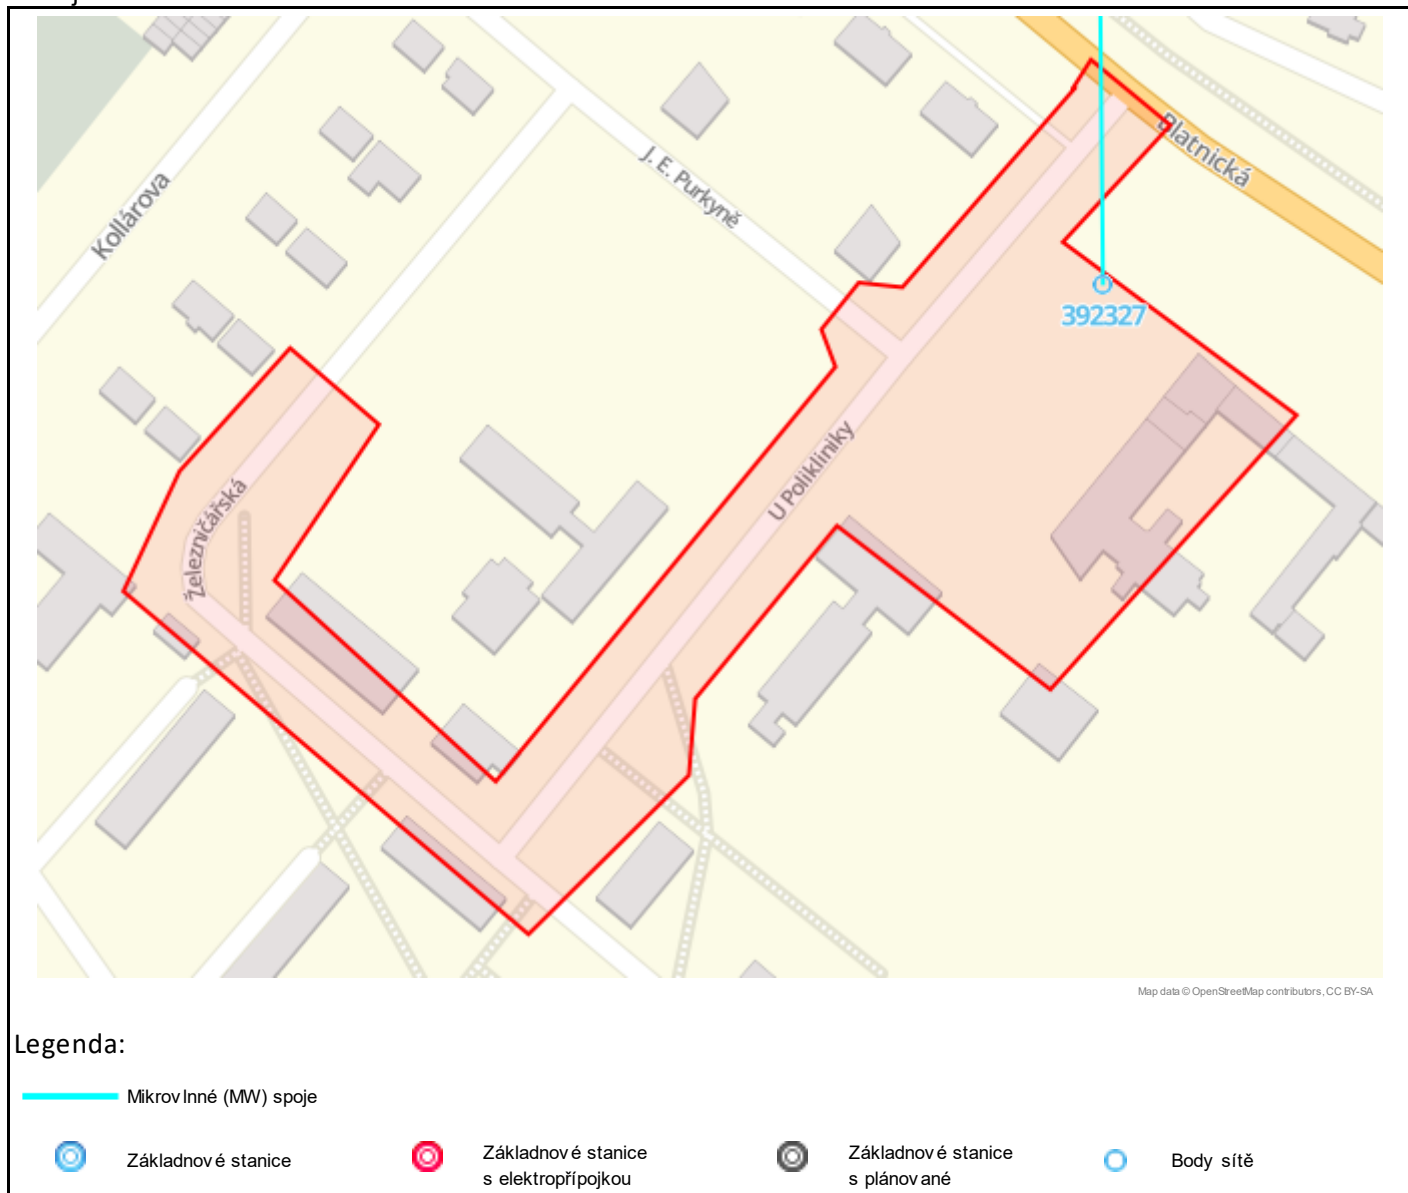 Blatnická
J. E. Purkyně
Kollárova
392327
U Polikliniky
Železničářská
Map data © OpenStreetMap contributors, CC BY-SA
Legenda:
Mikrovlnné (MW) spoje
Základnové stanice
Základnové stanice
s elektropřípojkou
Základnové stanice
s plánované
Body sítě